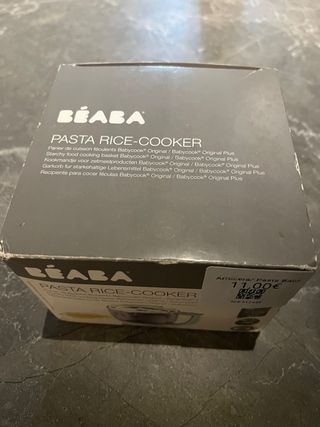 BÉABA
PASTA RICE-COOKER
Panier de cuisson féculents Babycook® Original / Babycook® Original Plus
Starchy food cooking basket Babycook® Original / Babycook® Original Plus
Kookmandje voor zetmeelproducten Babycook® Original / Babycook® Original Plus
Garkorb für stärkehaltige Lebensmittel Babycook® Original / Babycook® Original Plus
Recipiente para cocer féculas Babycook® Original / Babycook® Original Plus
BÉABA
PASTA RICE-COOKER
Pasta
11,00€